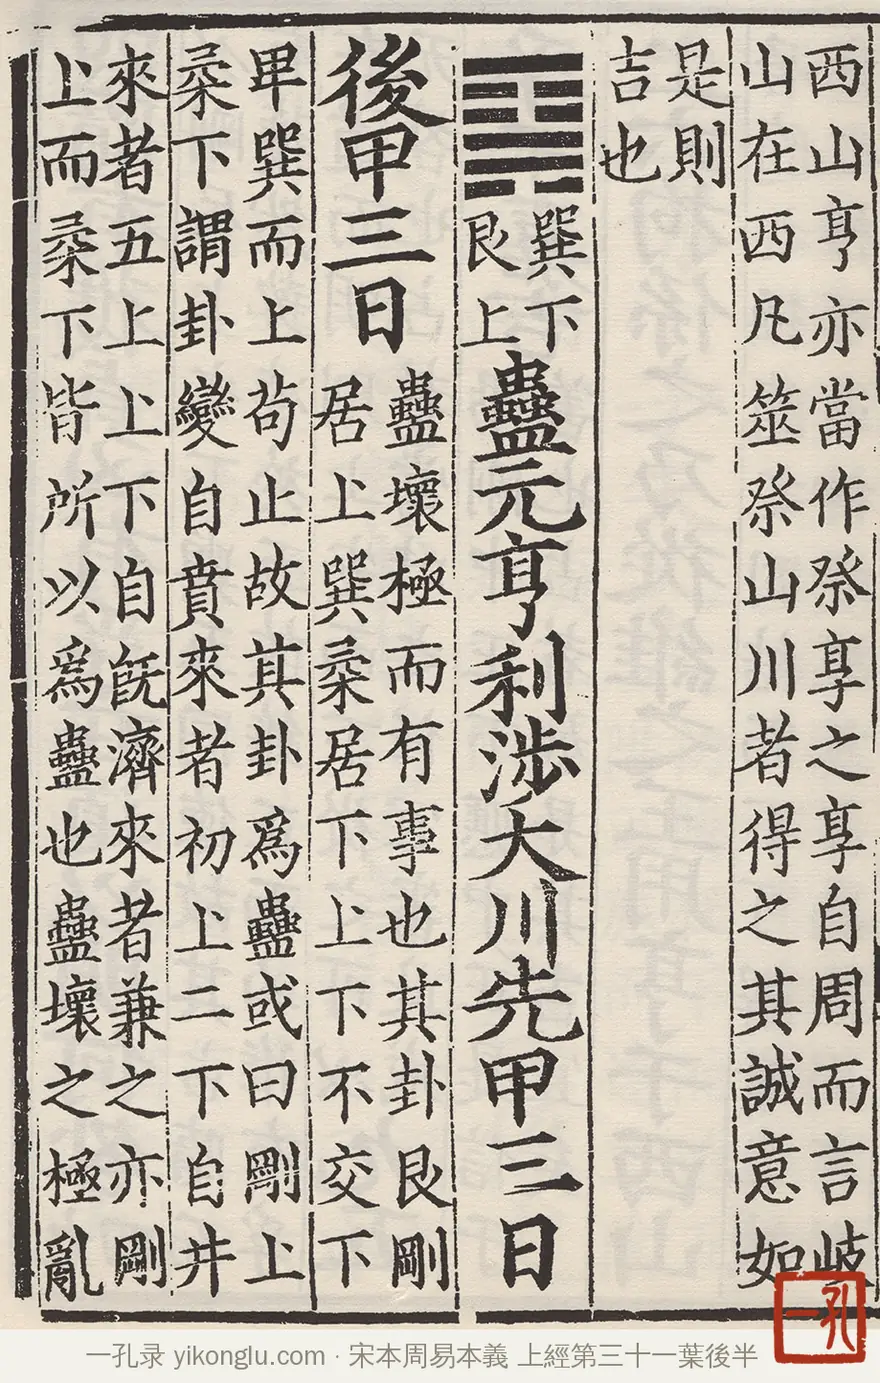 西山亨亦當作祭享之享自周而言岐
山在西凡筮祭山川者得之其誠意如
是則
吉也
䷑
巽下
艮上
蠱元亨利涉大川先甲三日
後甲三日
蠱壞極而有事也其卦艮剛
居上巽柔居下上下不交下
卑巽而上苟止故其卦爲蠱或曰剛上
柔下謂卦變自賁來者初上二下自井
來者五上上下自旣濟來者兼之亦剛
上而柔下皆所以爲蠱也蠱壞之極亂
一孔
一孔录 yikonglu.com · 宋本周易本義 上經第三十一葉後半